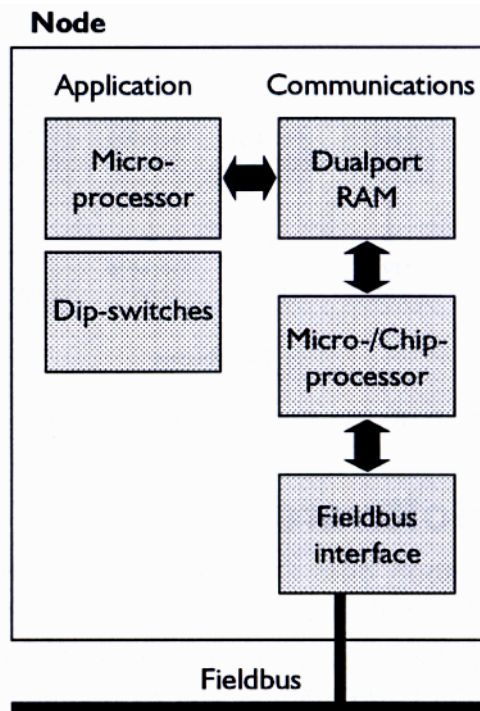 Node
Application
Communications
Micro-
processor
Dualport
RAM
Dip-switches
Micro-/Chip-
processor
Fieldbus
interface
Fieldbus